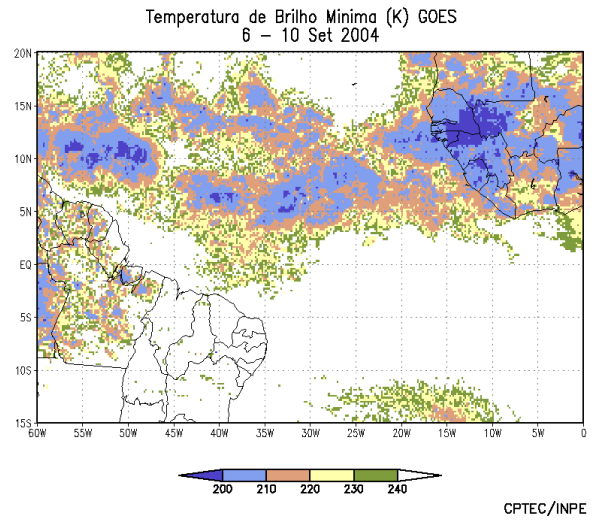 Temperatura de Brilho Minima (K) GOES
6 - 10 Set 2004
20N
15N
10N
5N
EQ
5S
10S
15S
60W 55W 50W 45W 40W 35W 30W 25W 20W 15W 10W 5W 0
200 210 220 230 240
CPTEC/INPE